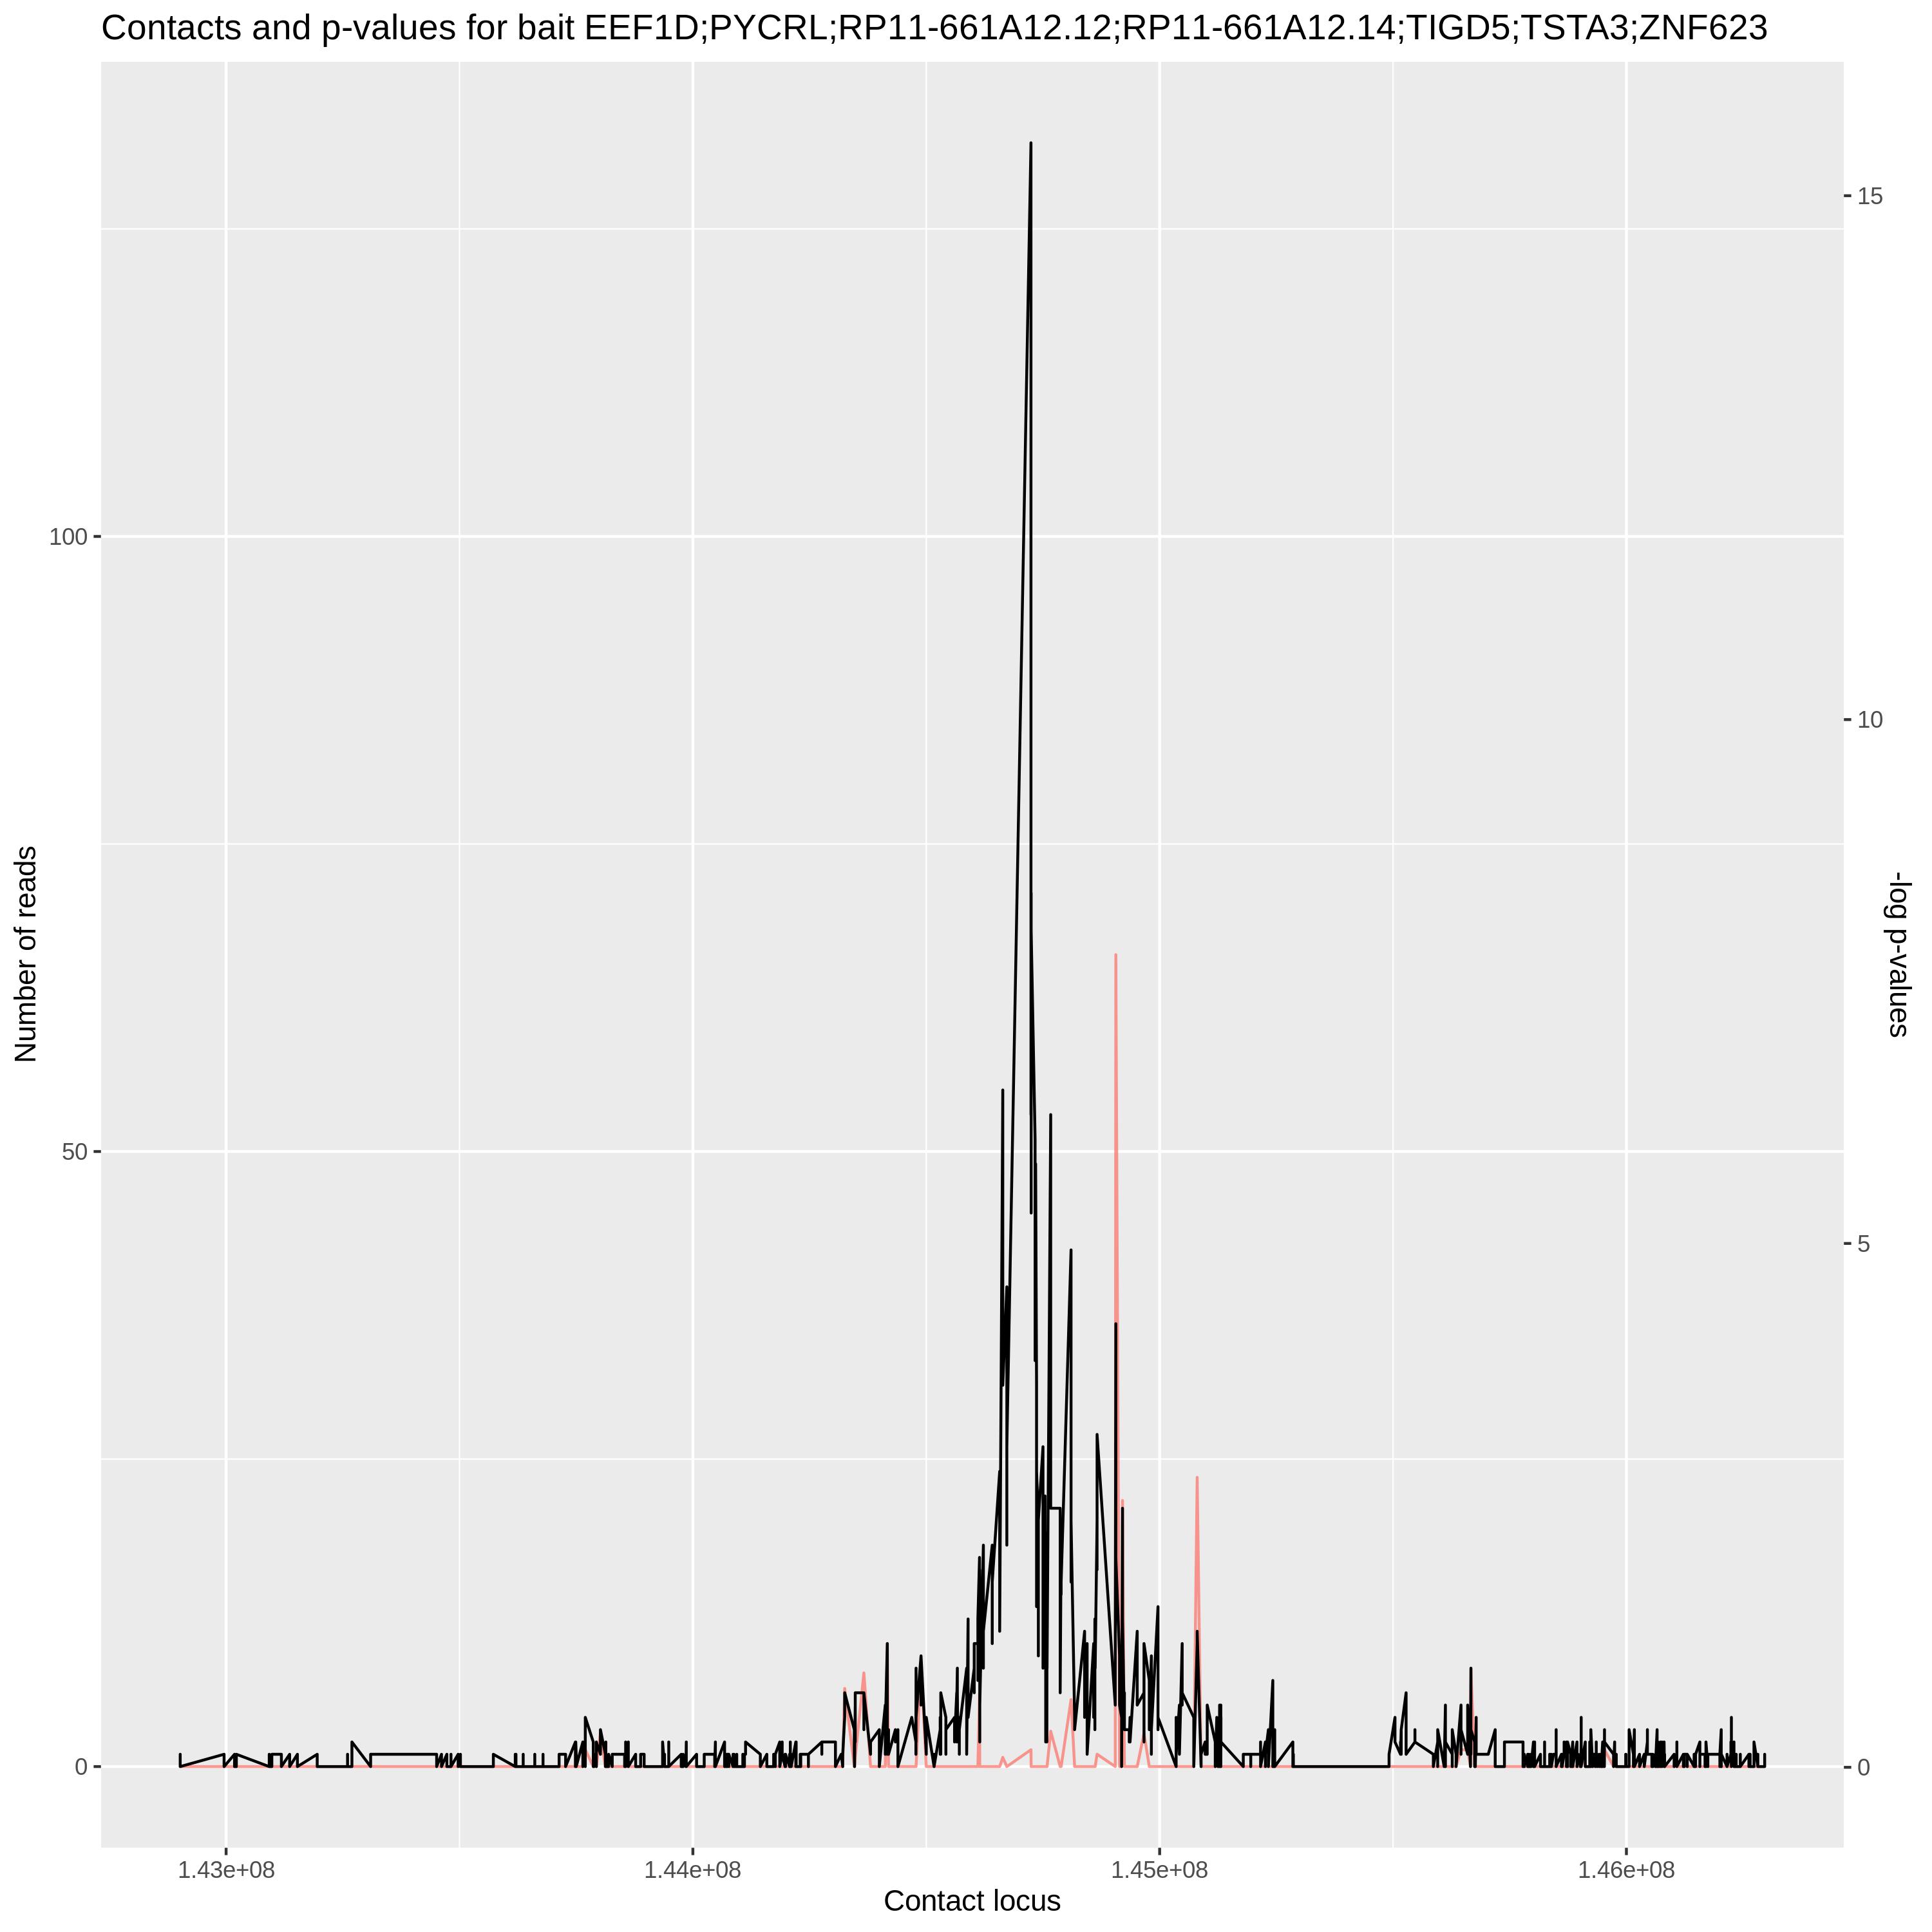 Contacts and p-values for bait EEF1D;PYCRL;RP11-661A12.12;RP11-661A12.14;TIGD5;TSTA3;ZNF623
Number of reads
100
50
0
15
10
5
0
-log p-values
1.43e+08
1.44e+08
1.45e+08
1.46e+08
Contact locus